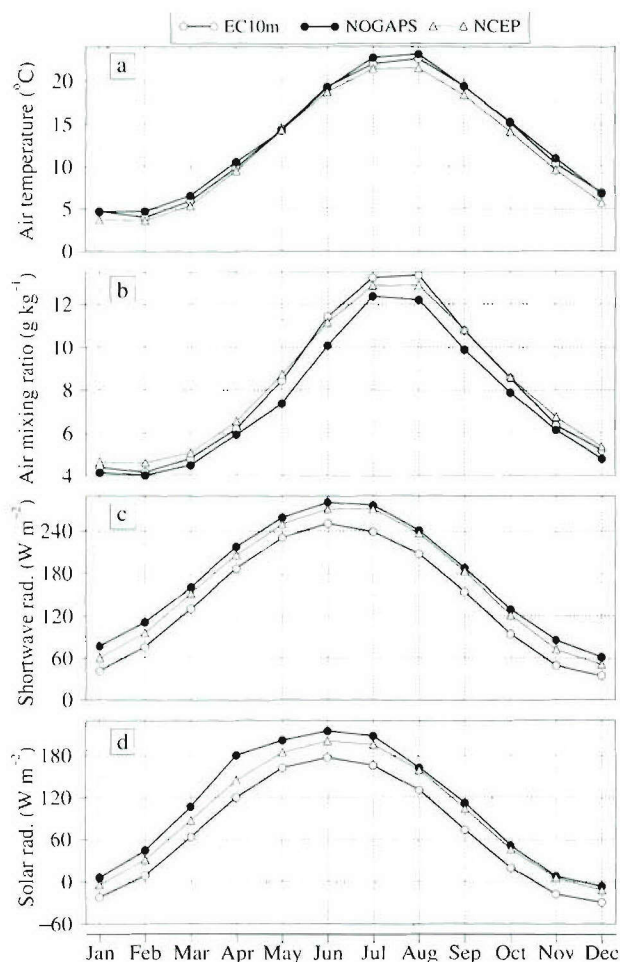 EC10m NOGAPS NCEP
a
Air temperature (°C)
20
15
10
5
0
b
Air mixing ratio (g kg⁻¹)
12
10
8
6
4
c
Shortwave rad. (W m⁻²)
240
180
120
60
0
d
Solar rad. (W m⁻²)
180
120
60
0
−60
Jan Feb Mar Apr May Jun Jul Aug Sep Oct Nov Dec